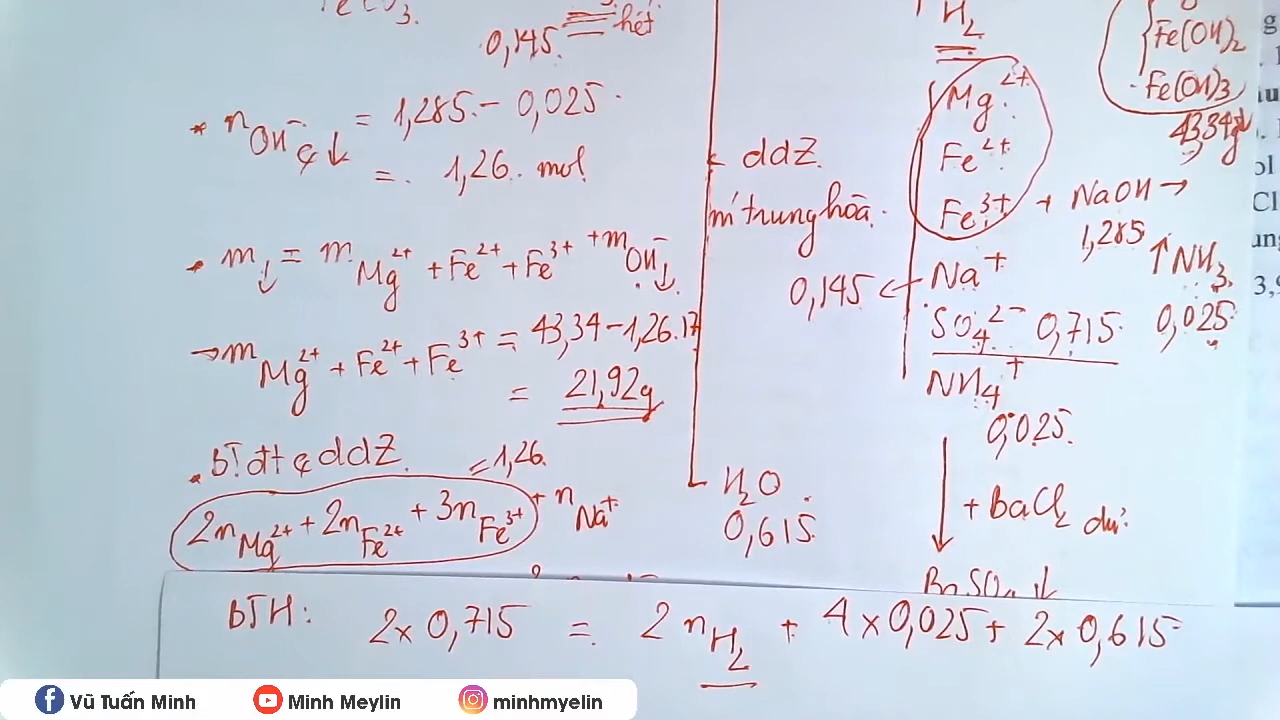 0,145. hết
* nOH⁻ ç↓ = 1,285 - 0,025
= 1,26 mol
* m↓ = mMg²⁺ + Fe²⁺ + Fe³⁺ + mOH⁻↓
→ mMg²⁺ + Fe²⁺ + Fe³⁺ = 43,34 - 1,26.17
= 21,92g
* BTđt ç ddZ = 1,26
2nMg²⁺ + 2nFe²⁺ + 3nFe³⁺ + nNa⁺
ddZ
m' trung hoà
H₂
Mg²⁺
Fe²⁺
Fe³⁺ + NaOH →
1,285
0,145 ← Na⁺
SO₄²⁻ 0,715
NH₄⁺
0,025
Fe(OH)₂
Fe(OH)₃
43,34g↓
↑NH₃
0,025
+ BaCl₂ dư
BaSO₄↓
H₂O
0,615
BTH: 2 x 0,715 = 2nH₂ + 4 x 0,025 + 2 x 0,615
Vũ Tuấn Minh
Minh Meylin
minhmyelin